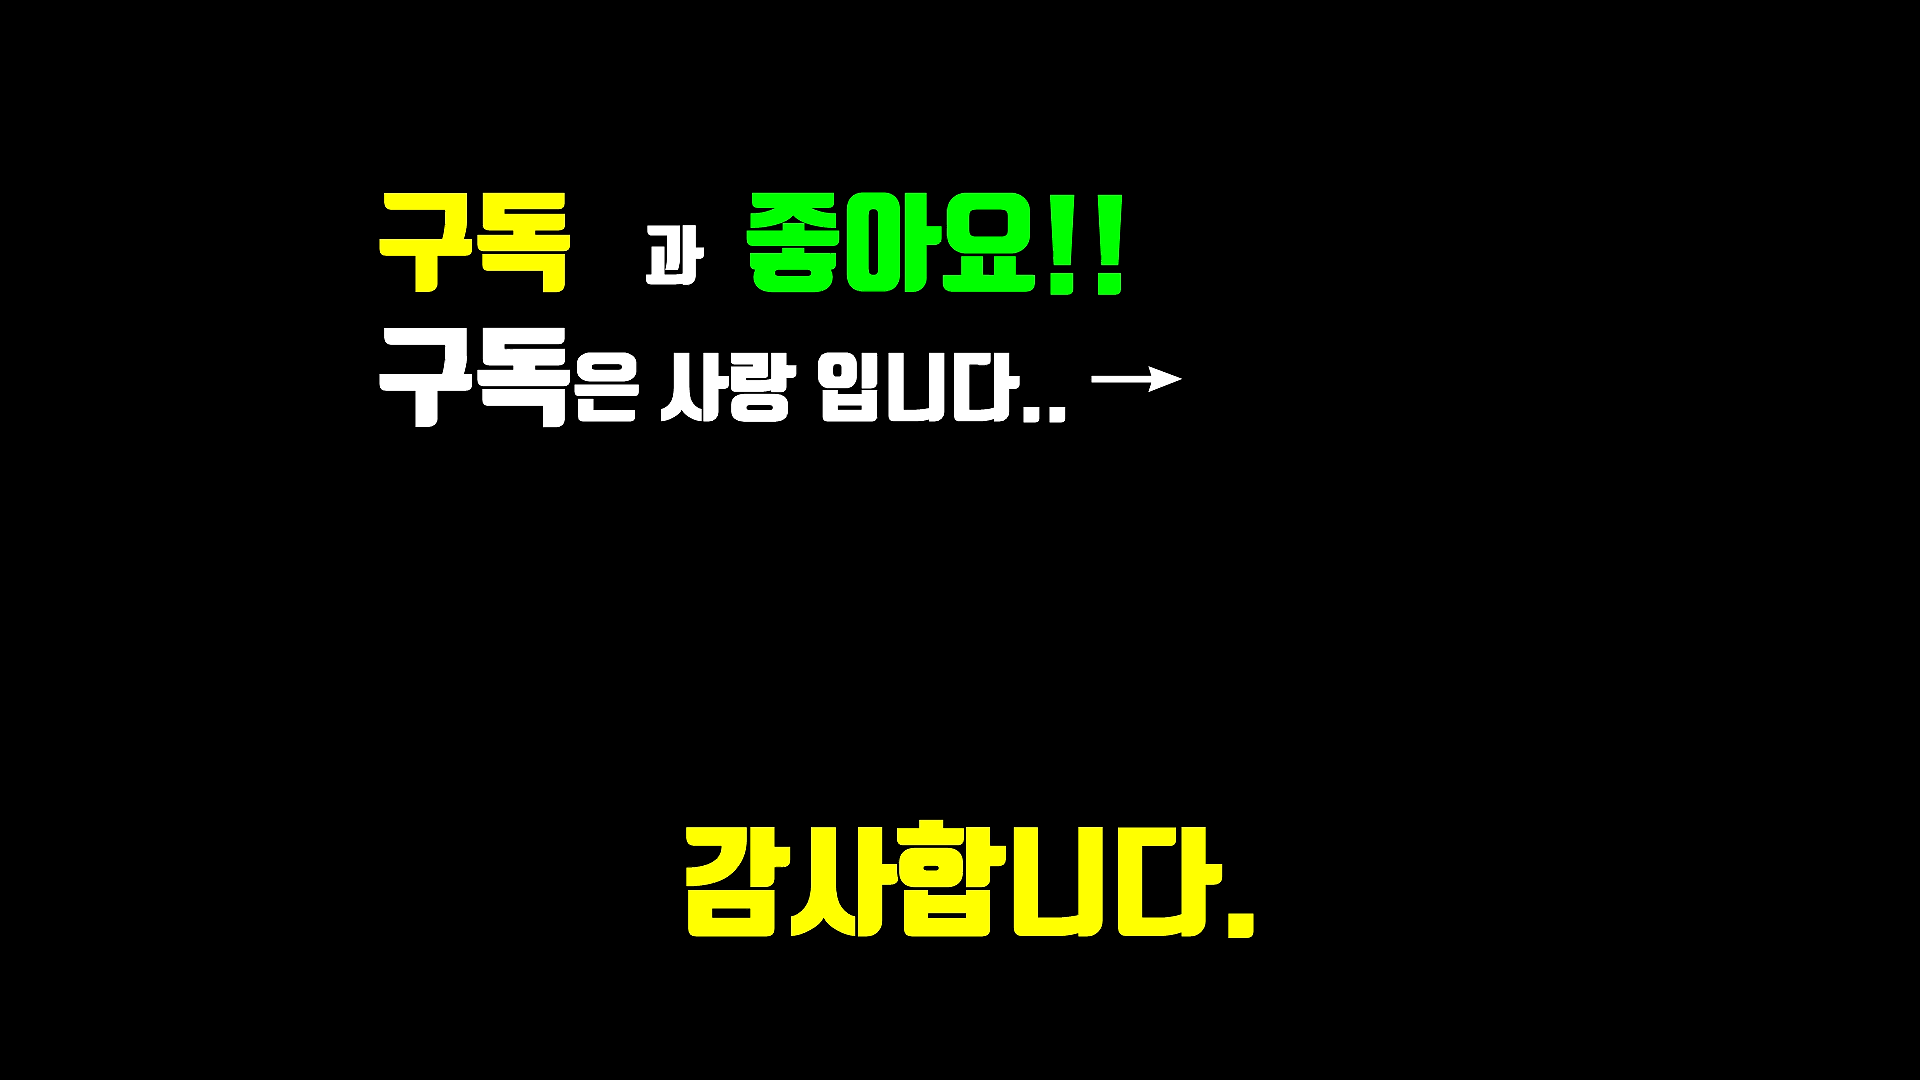 구독 과 좋아요!!
구독은 사랑 입니다.. →
감사합니다.